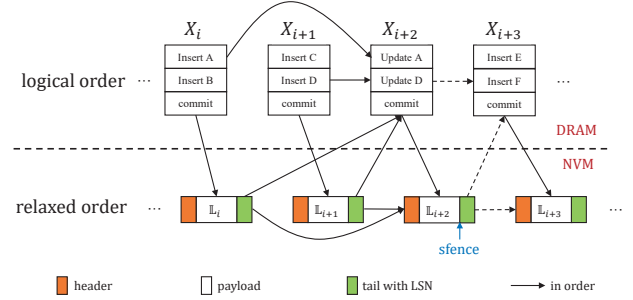 X_i X_{i+1} X_{i+2} X_{i+3}
Insert A Insert C Update A Insert E
logical order ... Insert B Insert D Update D Insert F ...
commit commit commit commit
DRAM
NVM
relaxed order ... 𝕃_i 𝕃_{i+1} 𝕃_{i+2} 𝕃_{i+3} ...
sfence
header payload tail with LSN in order